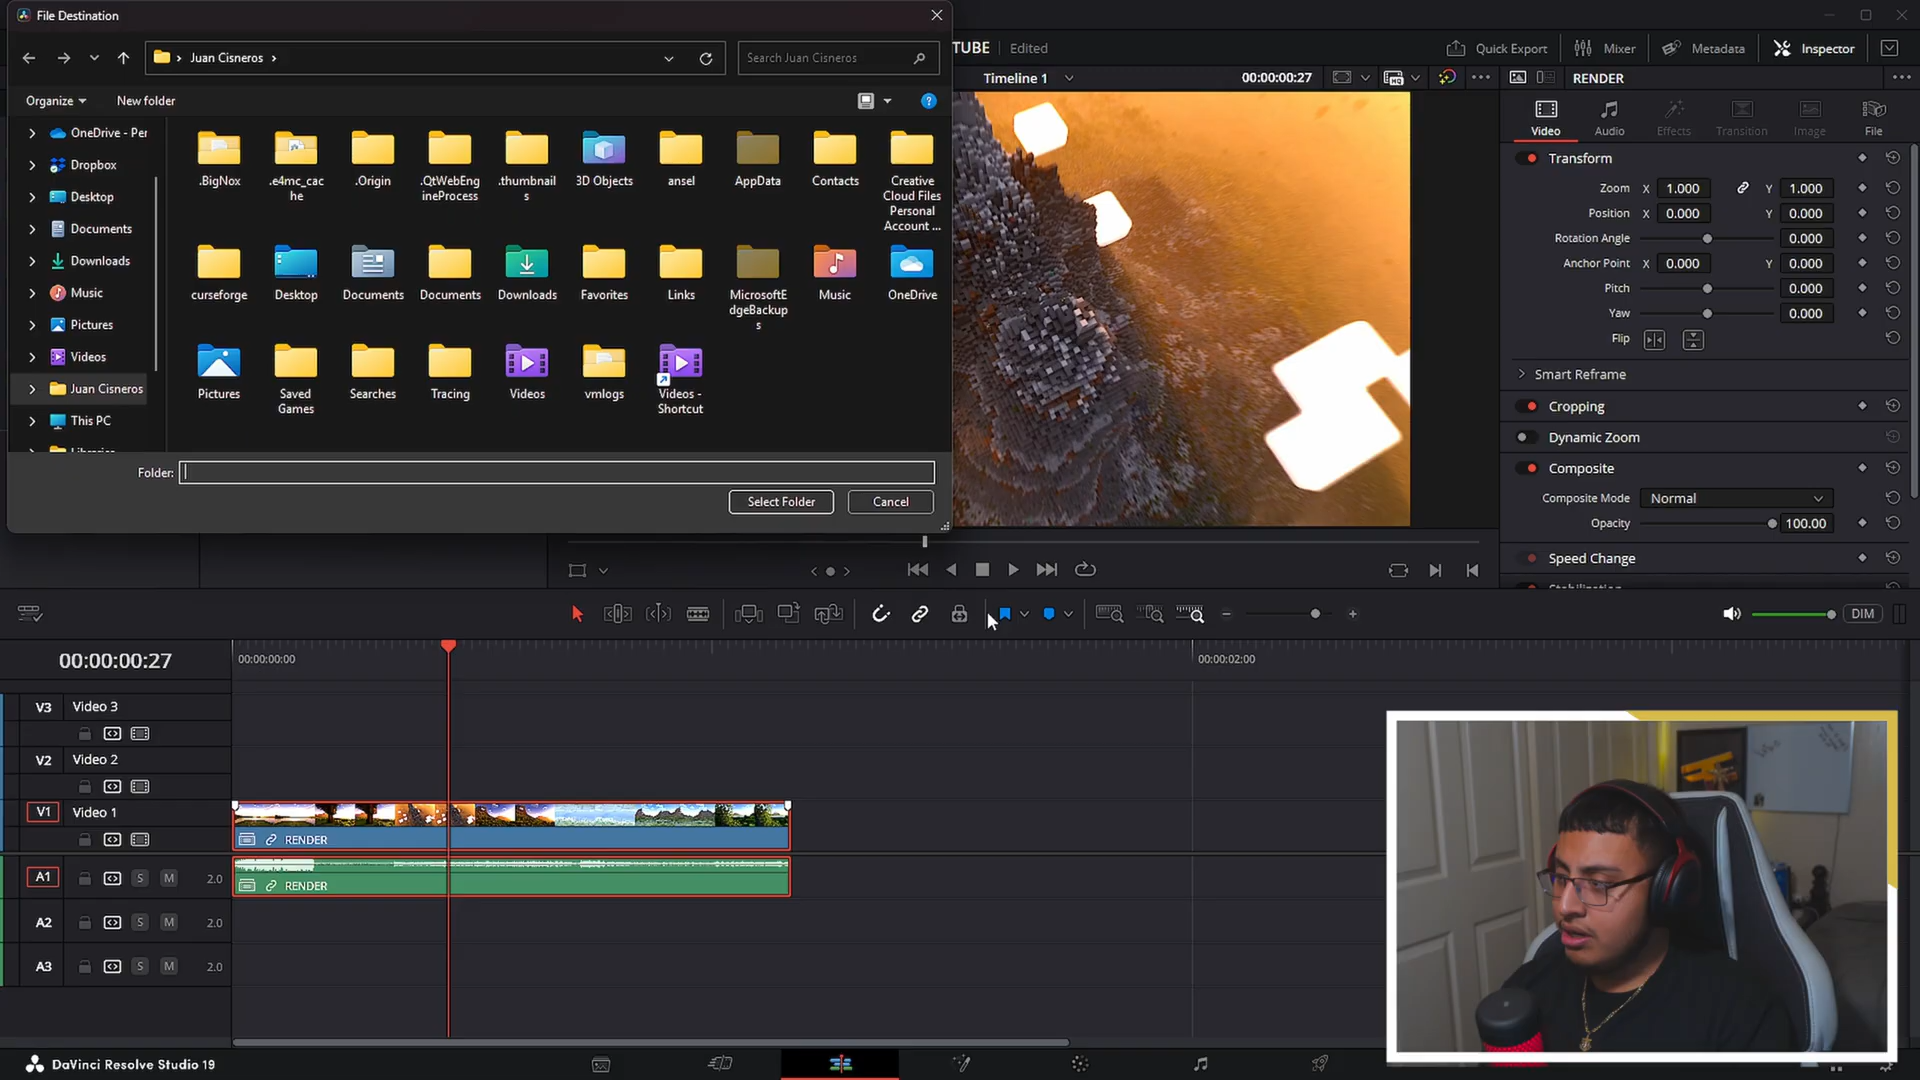 File Destination
Juan Cisneros
Search Juan Cisneros
Organize
New folder
OneDrive - Per
Dropbox
Desktop
Documents
Downloads
Music
Pictures
Videos
Juan Cisneros
This PC
.BigNox
.e4mc_cac
he
.Origin
.QtWebEng
ineProcess
.thumbnail
s
3D Objects
ansel
AppData
Contacts
Creative
Cloud Files
Personal
Account ...
curseforge
Desktop
Documents
Documents
Downloads
Favorites
Links
MicrosoftE
dgeBackup
s
Music
OneDrive
Pictures
Saved
Games
Searches
Tracing
Videos
vmlogs
Videos -
Shortcut
Folder:
Select Folder
Cancel
TUBE
Edited
Quick Export
Mixer
Metadata
Inspector
Timeline 1
00:00:00:27
RENDER
Video
Audio
Effects
Transition
Image
File
Transform
Zoom X 1.000 Y 1.000
Position X 0.000 Y 0.000
Rotation Angle 0.000
Anchor Point X 0.000 Y 0.000
Pitch 0.000
Yaw 0.000
Flip
Smart Reframe
Cropping
Dynamic Zoom
Composite
Composite Mode Normal
Opacity 100.00
Speed Change
Stabilization
DIM
00:00:00:27
00:00:00:00
00:00:02:00
V3 Video 3
V2 Video 2
V1 Video 1
RENDER
A1 S M 2.0
RENDER
A2 S M 2.0
A3 S M 2.0
DaVinci Resolve Studio 19